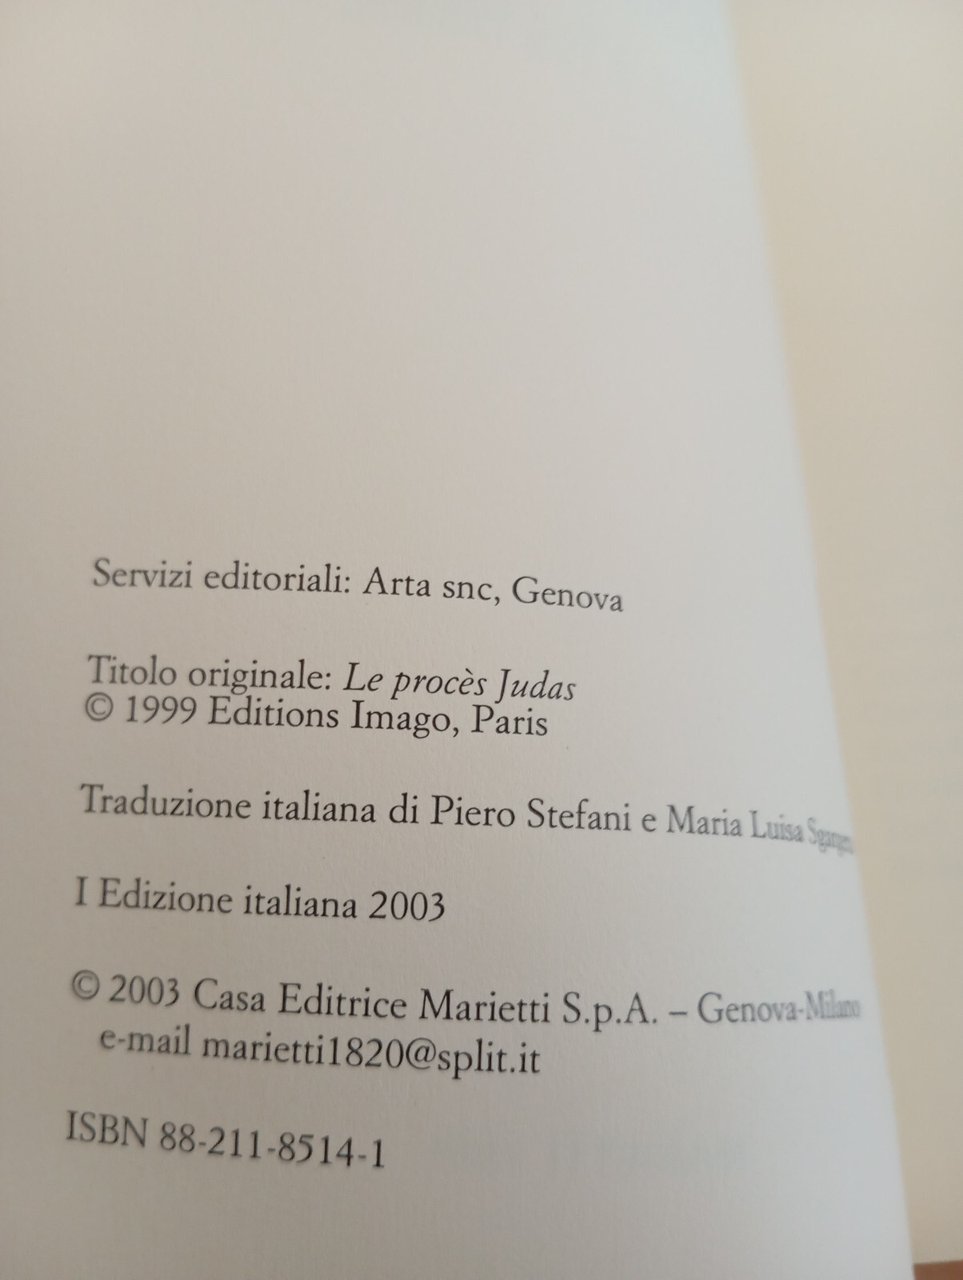 Servizi editoriali: Arta snc, Genova
Titolo originale: Le procès Judas
© 1999 Editions Imago, Paris
Traduzione italiana di Piero Stefani e Maria Luisa
I Edizione italiana 2003
© 2003 Casa Editrice Marietti S.p.A. – Genova-Milano
e-mail marietti1820@split.it
ISBN 88-211-8514-1